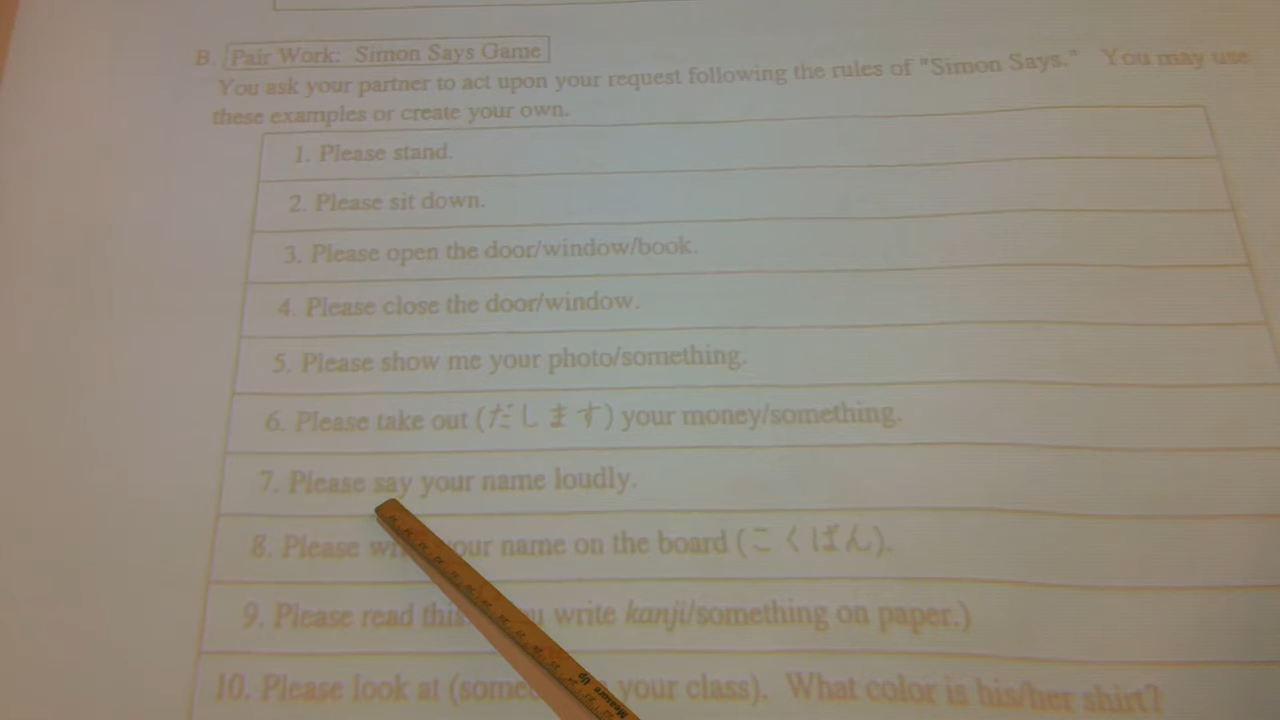 B. Pair Work: Simon Says Game
You ask your partner to act upon your request following the rules of "Simon Says." You may use
these examples or create your own.
1. Please stand.
2. Please sit down.
3. Please open the door/window/book.
4. Please close the door/window.
5. Please show me your photo/something.
6. Please take out (だします) your money/something.
7. Please say your name loudly.
8. Please your name on the board (こくばん).
9. Please read this write kanji/something on paper.)
10. Please look at ( your class). What color is his/her shirt?
Measure Up